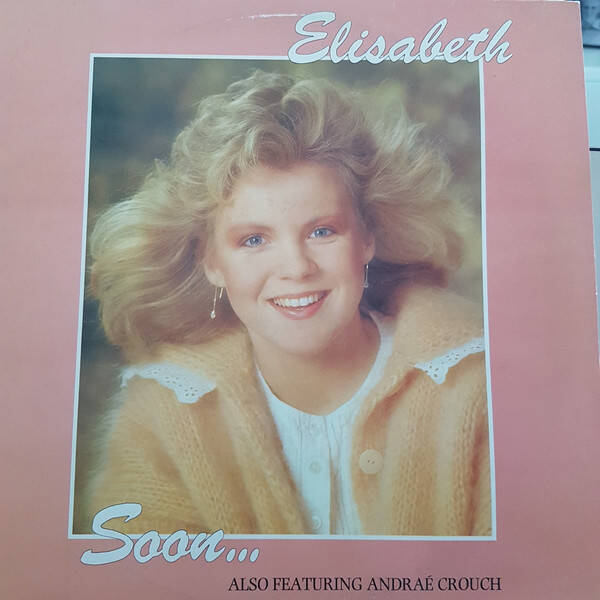 Elisabeth
Soon...
ALSO FEATURING ANDRAÉ CROUCH